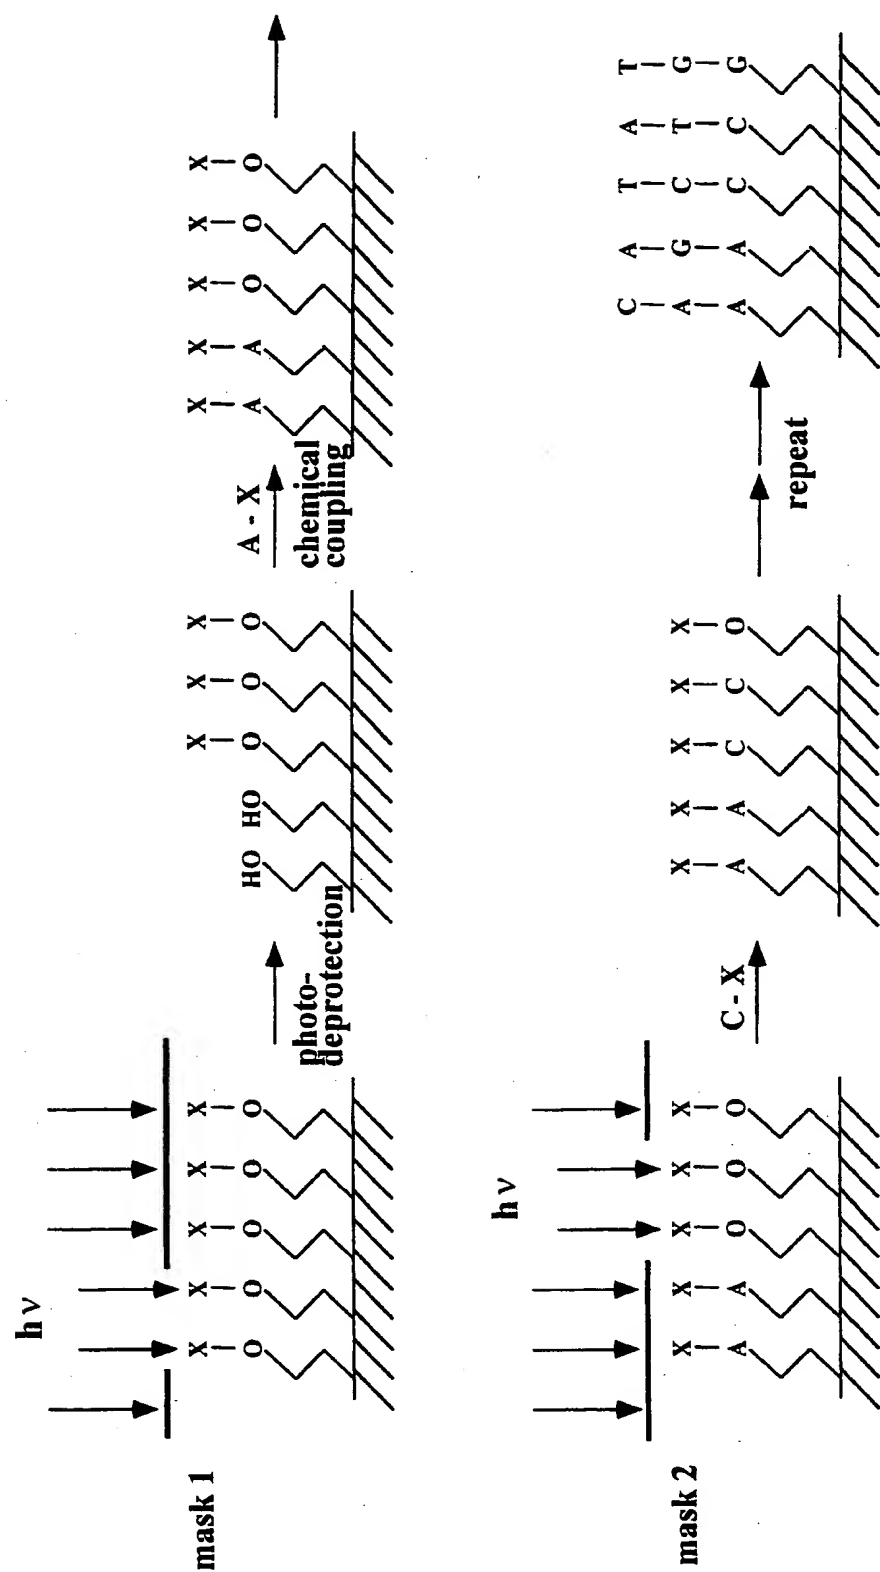 hν
mask 1
X X X X X
O O O O O
photo-
deprotection
X X X
HO HO O O O
A - X
chemical
coupling
X X X X X
A A O O O
hν
mask 2
X X X X X
A A O O O
C - X
X X X X X
A A C C O
repeat
C A T A T
A G C T G
A A C C G